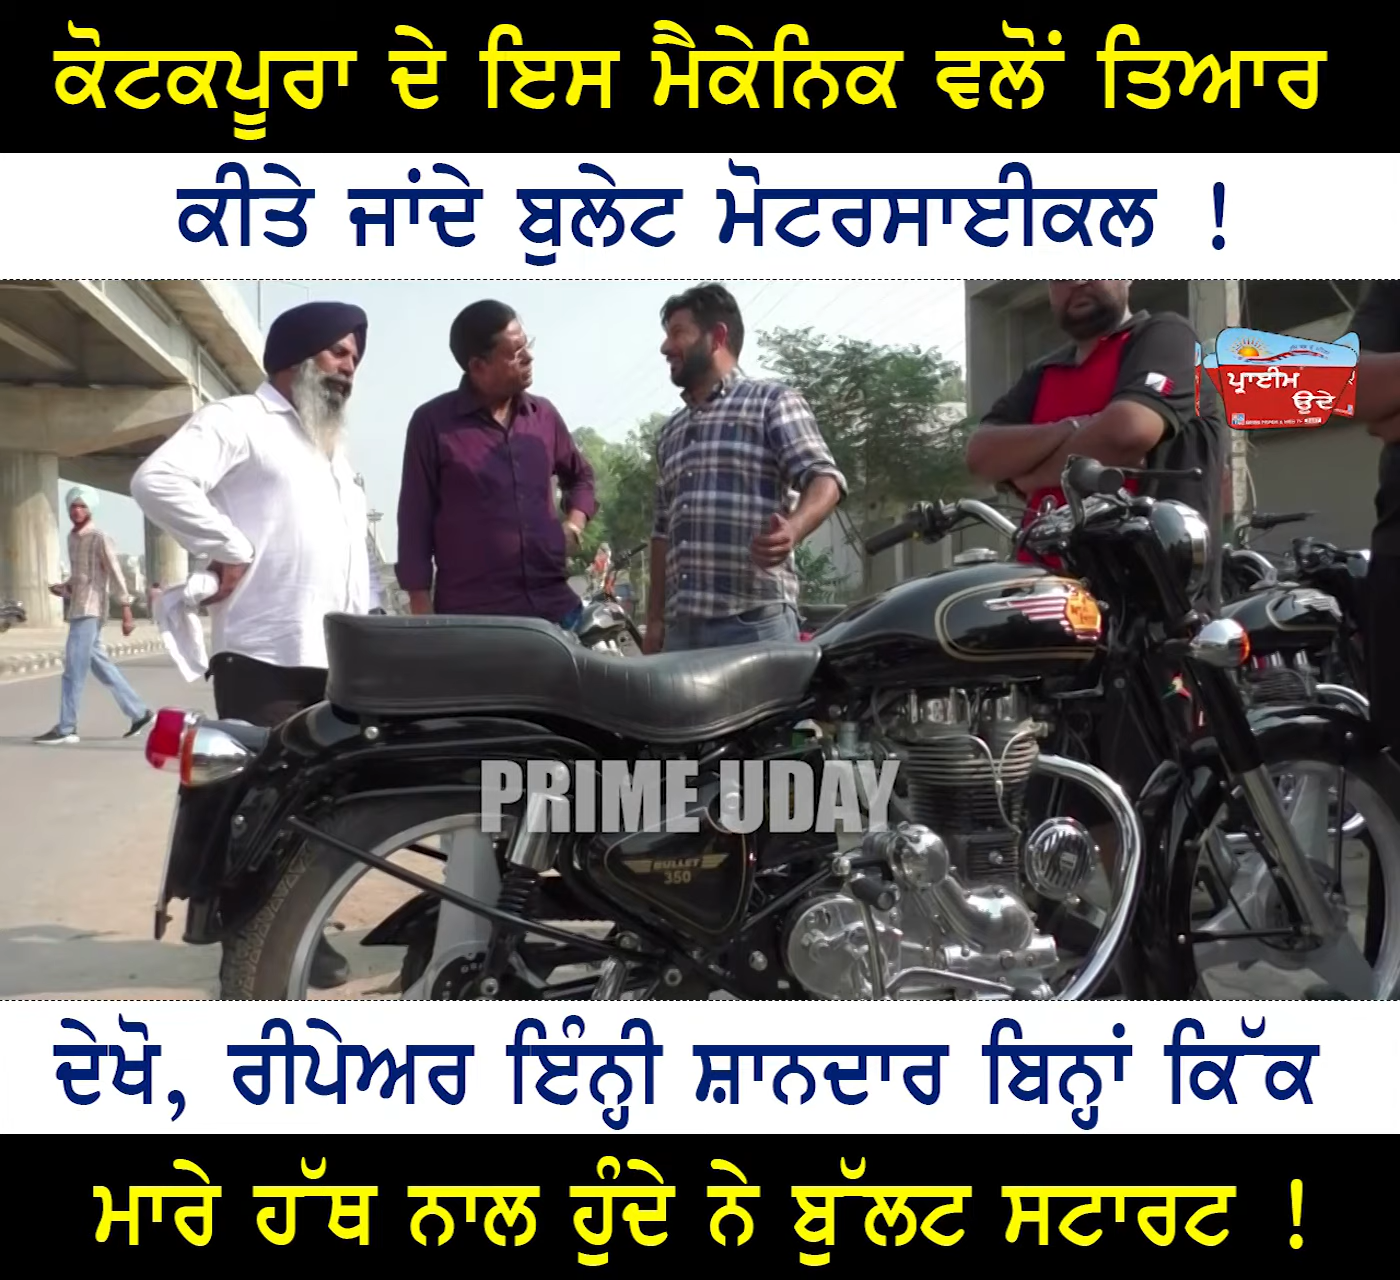 ਕੋਟਕਪੂਰਾ ਦੇ ਇਸ ਮੈਕੇਨਿਕ ਵਲੋਂ ਤਿਆਰ
ਕੀਤੇ ਜਾਂਦੇ ਬੁਲੇਟ ਮੋਟਰਸਾਈਕਲ !
ਪ੍ਰਾਈਮ
ਉਦੇ
PRIME UDAY
BULLET
350
ਦੇਖੋ, ਰੀਪੇਅਰ ਇੰਨ੍ਹੀ ਸ਼ਾਨਦਾਰ ਬਿਨ੍ਹਾਂ ਕਿੱਕ
ਮਾਰੇ ਹੱਥ ਨਾਲ ਹੁੰਦੇ ਨੇ ਬੁੱਲਟ ਸਟਾਰਟ !